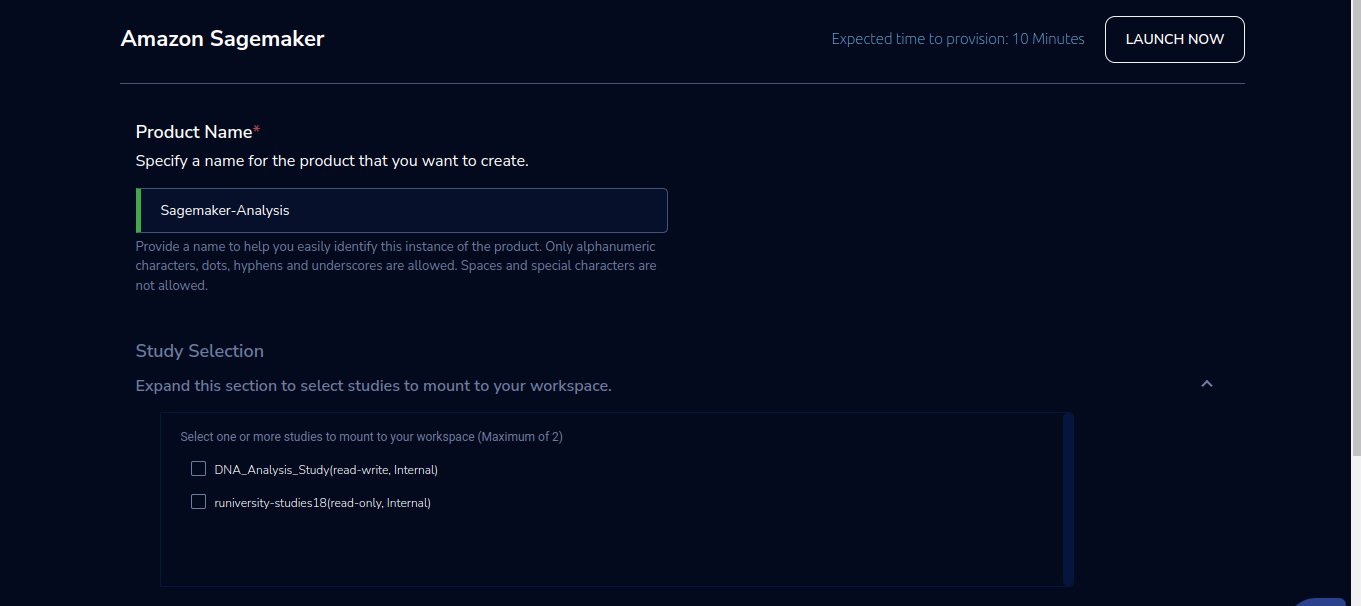 Amazon Sagemaker
Expected time to provision: 10 Minutes
LAUNCH NOW
Product Name*
Specify a name for the product that you want to create.
Sagemaker-Analysis
Provide a name to help you easily identify this instance of the product. Only alphanumeric
characters, dots, hyphens and underscores are allowed. Spaces and special characters are
not allowed.
Study Selection
Expand this section to select studies to mount to your workspace.
Select one or more studies to mount to your workspace (Maximum of 2)
DNA_Analysis_Study(read-write, Internal)
runiversity-studies18(read-only, Internal)